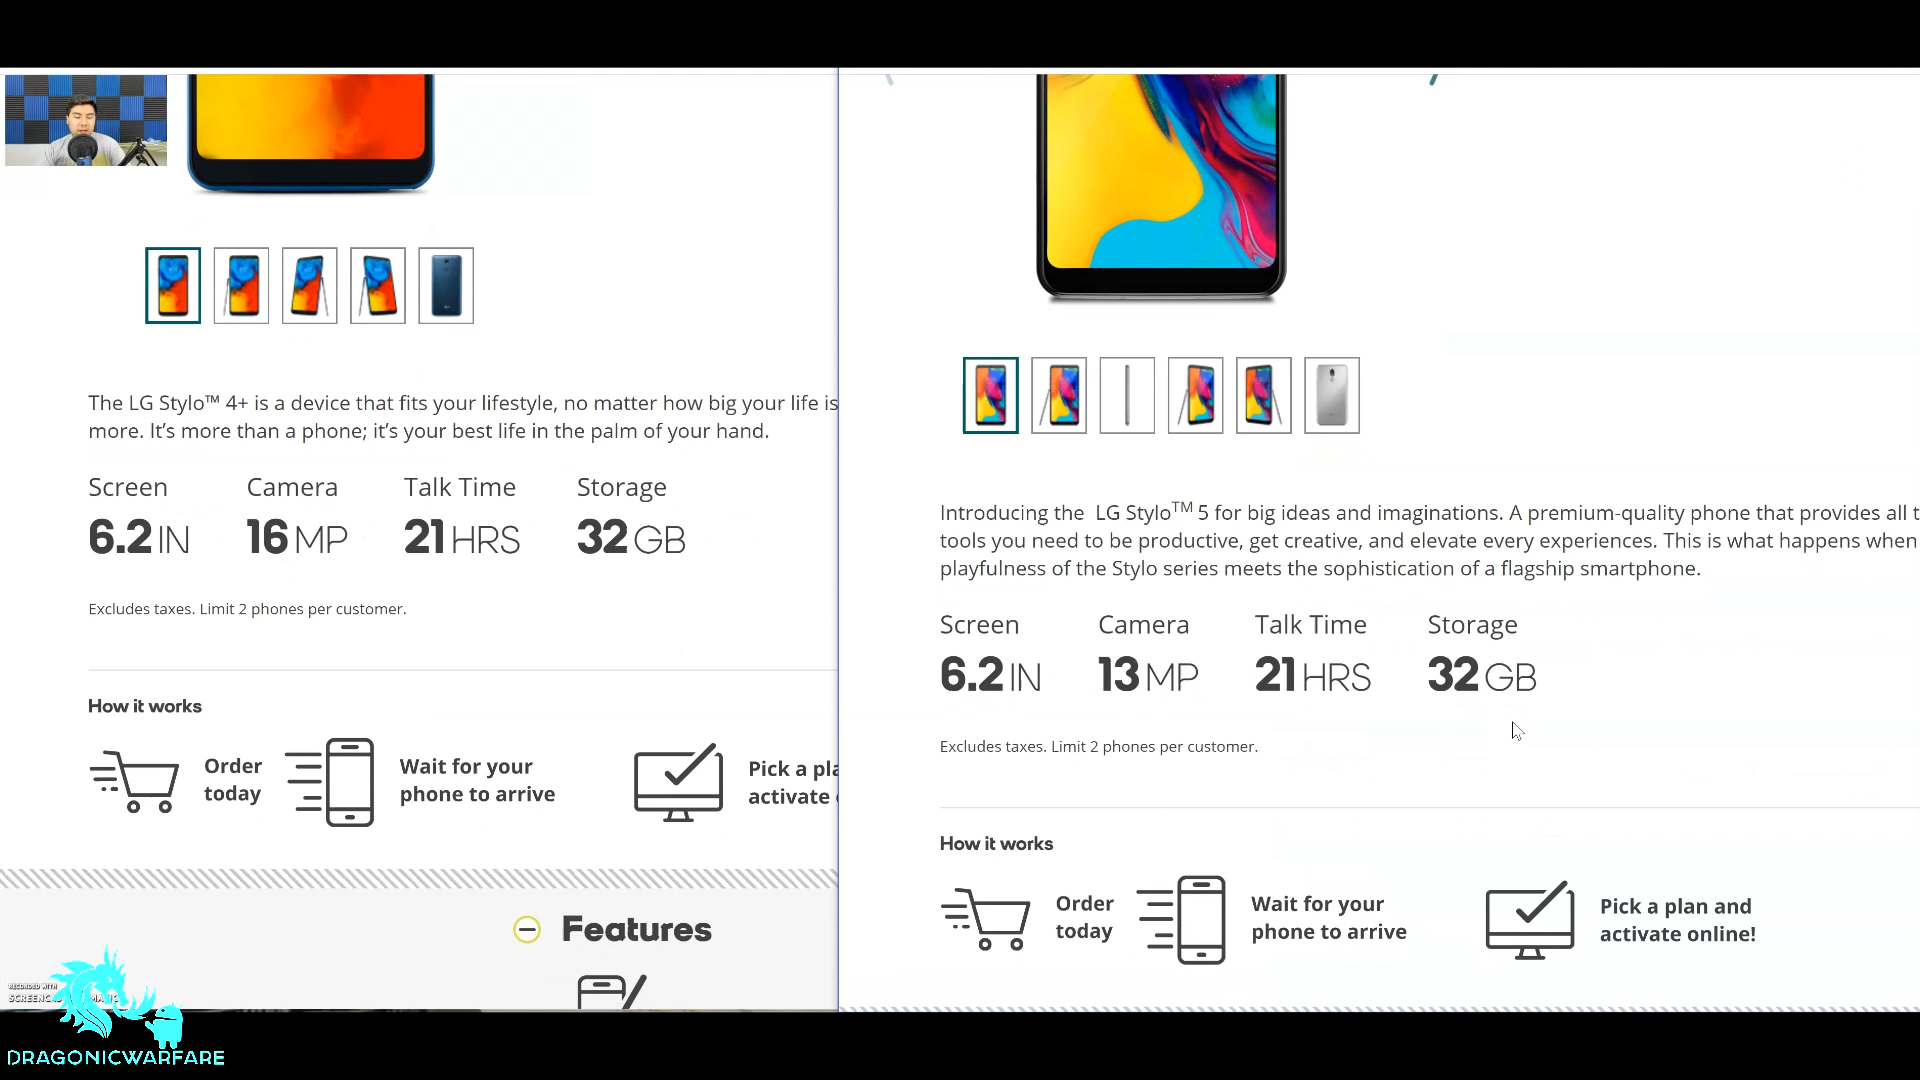 The LG Stylo™ 4+ is a device that fits your lifestyle, no matter how big your life is
more. It’s more than a phone; it’s your best life in the palm of your hand.
Screen Camera Talk Time Storage
6.2 IN 16 MP 21 HRS 32 GB
Excludes taxes. Limit 2 phones per customer.
How it works
Order
today
Wait for your
phone to arrive
Pick a pla
activate
Features
Introducing the LG Stylo™ 5 for big ideas and imaginations. A premium-quality phone that provides all t
tools you need to be productive, get creative, and elevate every experiences. This is what happens when
playfulness of the Stylo series meets the sophistication of a flagship smartphone.
Screen Camera Talk Time Storage
6.2 IN 13 MP 21 HRS 32 GB
Excludes taxes. Limit 2 phones per customer.
How it works
Order
today
Wait for your
phone to arrive
Pick a plan and
activate online!
RECORDED WITH
DRAGONICWARFARE